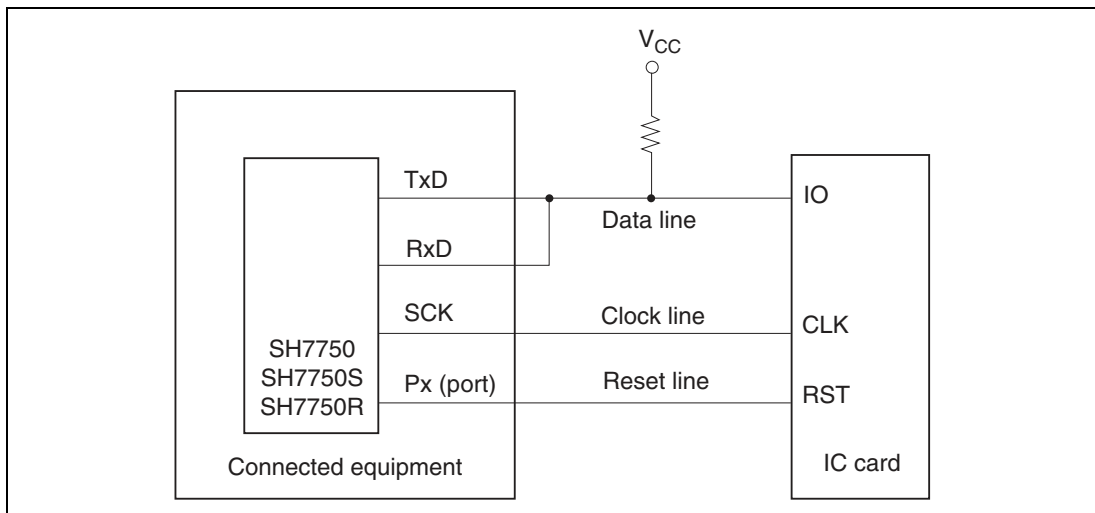 VCC
TxD
IO
Data line
RxD
SCK
Clock line
CLK
SH7750
SH7750S
SH7750R
Px (port)
Reset line
RST
Connected equipment
IC card